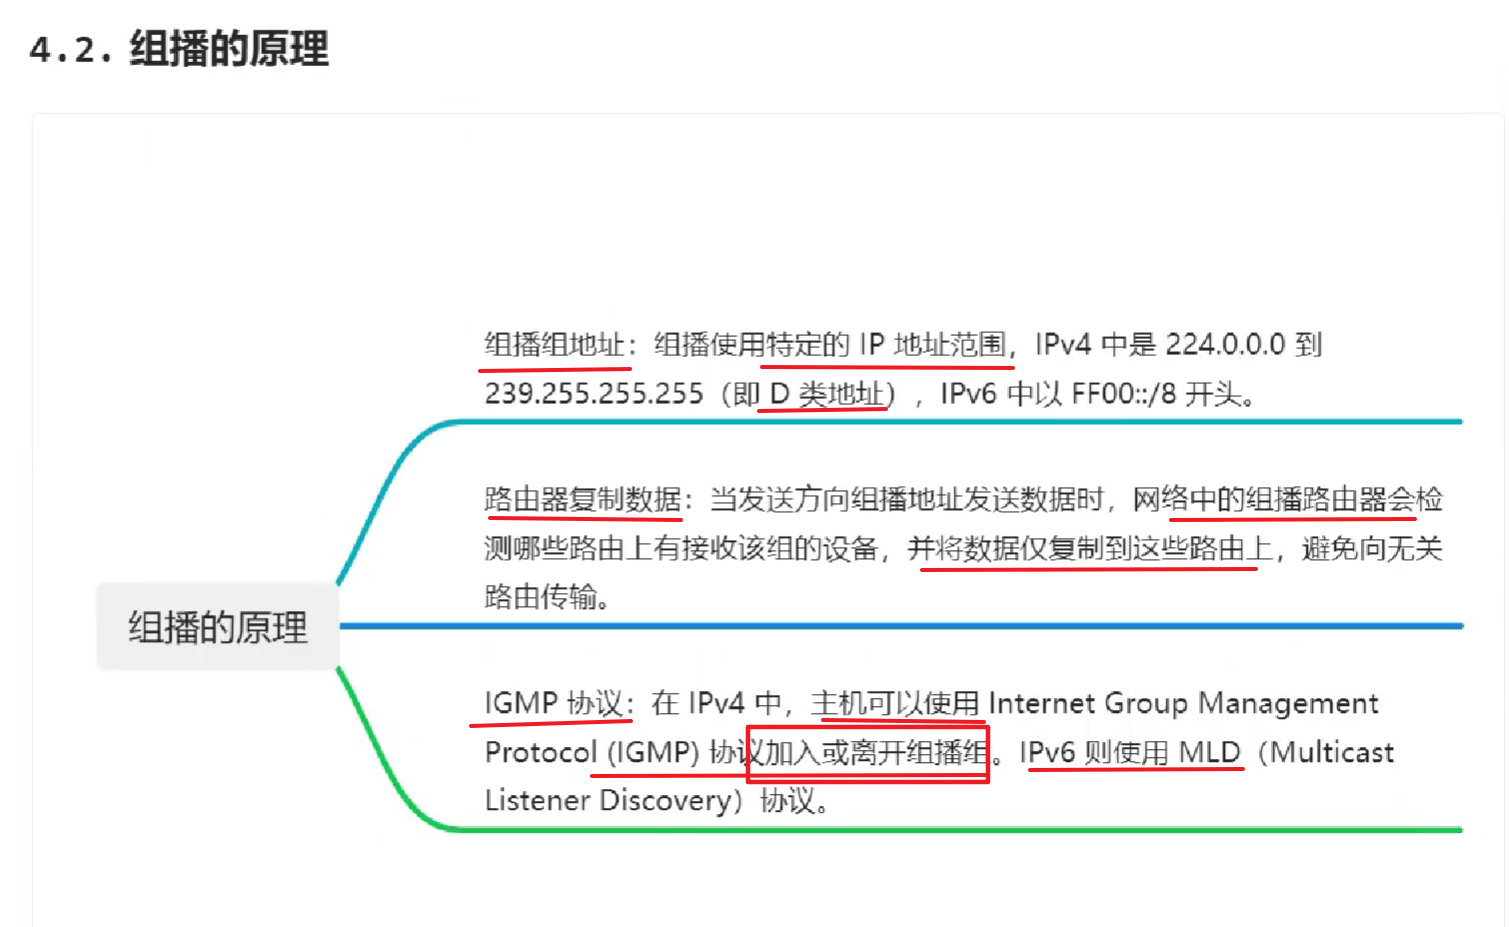 4.2. 组播的原理
组播组地址：组播使用特定的 IP 地址范围，IPv4 中是 224.0.0.0 到
239.255.255.255（即 D 类地址），IPv6 中以 FF00::/8 开头。
路由器复制数据：当发送方向组播地址发送数据时，网络中的组播路由器会检
测哪些路由上有接收该组的设备，并将数据仅复制到这些路由上，避免向无关
路由传输。
组播的原理
IGMP 协议：在 IPv4 中，主机可以使用 Internet Group Management
Protocol (IGMP) 协议加入或离开组播组。IPv6 则使用 MLD（Multicast
Listener Discovery）协议。